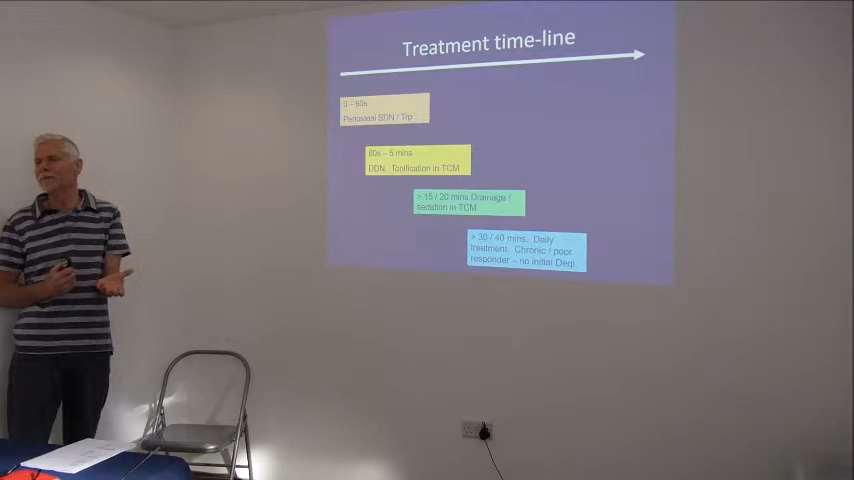 Treatment time-line
0 – 60s
Periosteal SDN / Trp
60s – 5 mins
DDN. Tonification in TCM
> 15 / 20 mins Drainage /
sedation in TCM
> 30 / 40 mins. Daily
treatment. Chronic / poor
responder – no initial Deqi